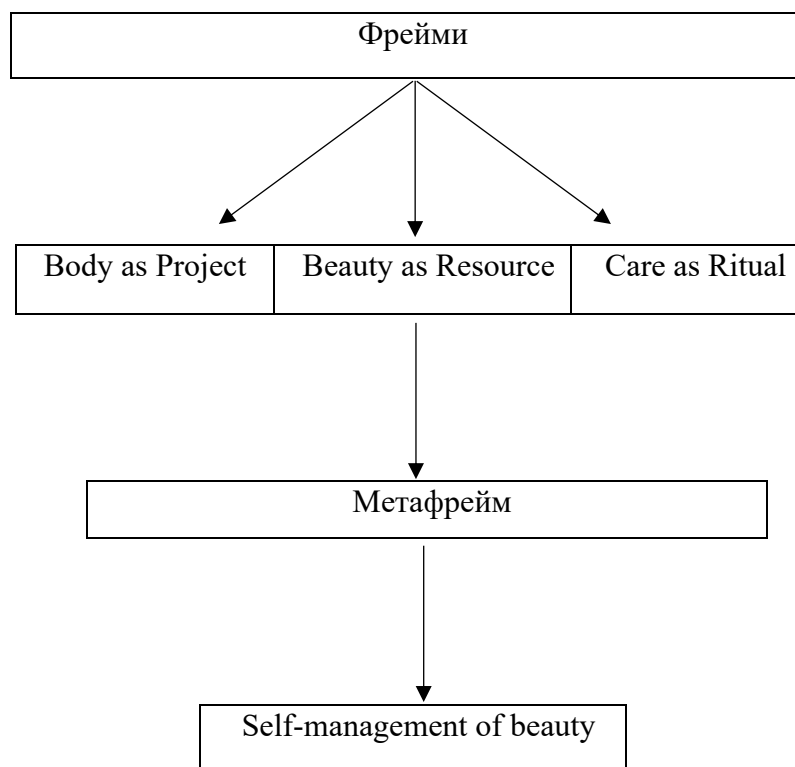 Фрейми
Body as Project
Beauty as Resource
Care as Ritual
Метафрейм
Self-management of beauty